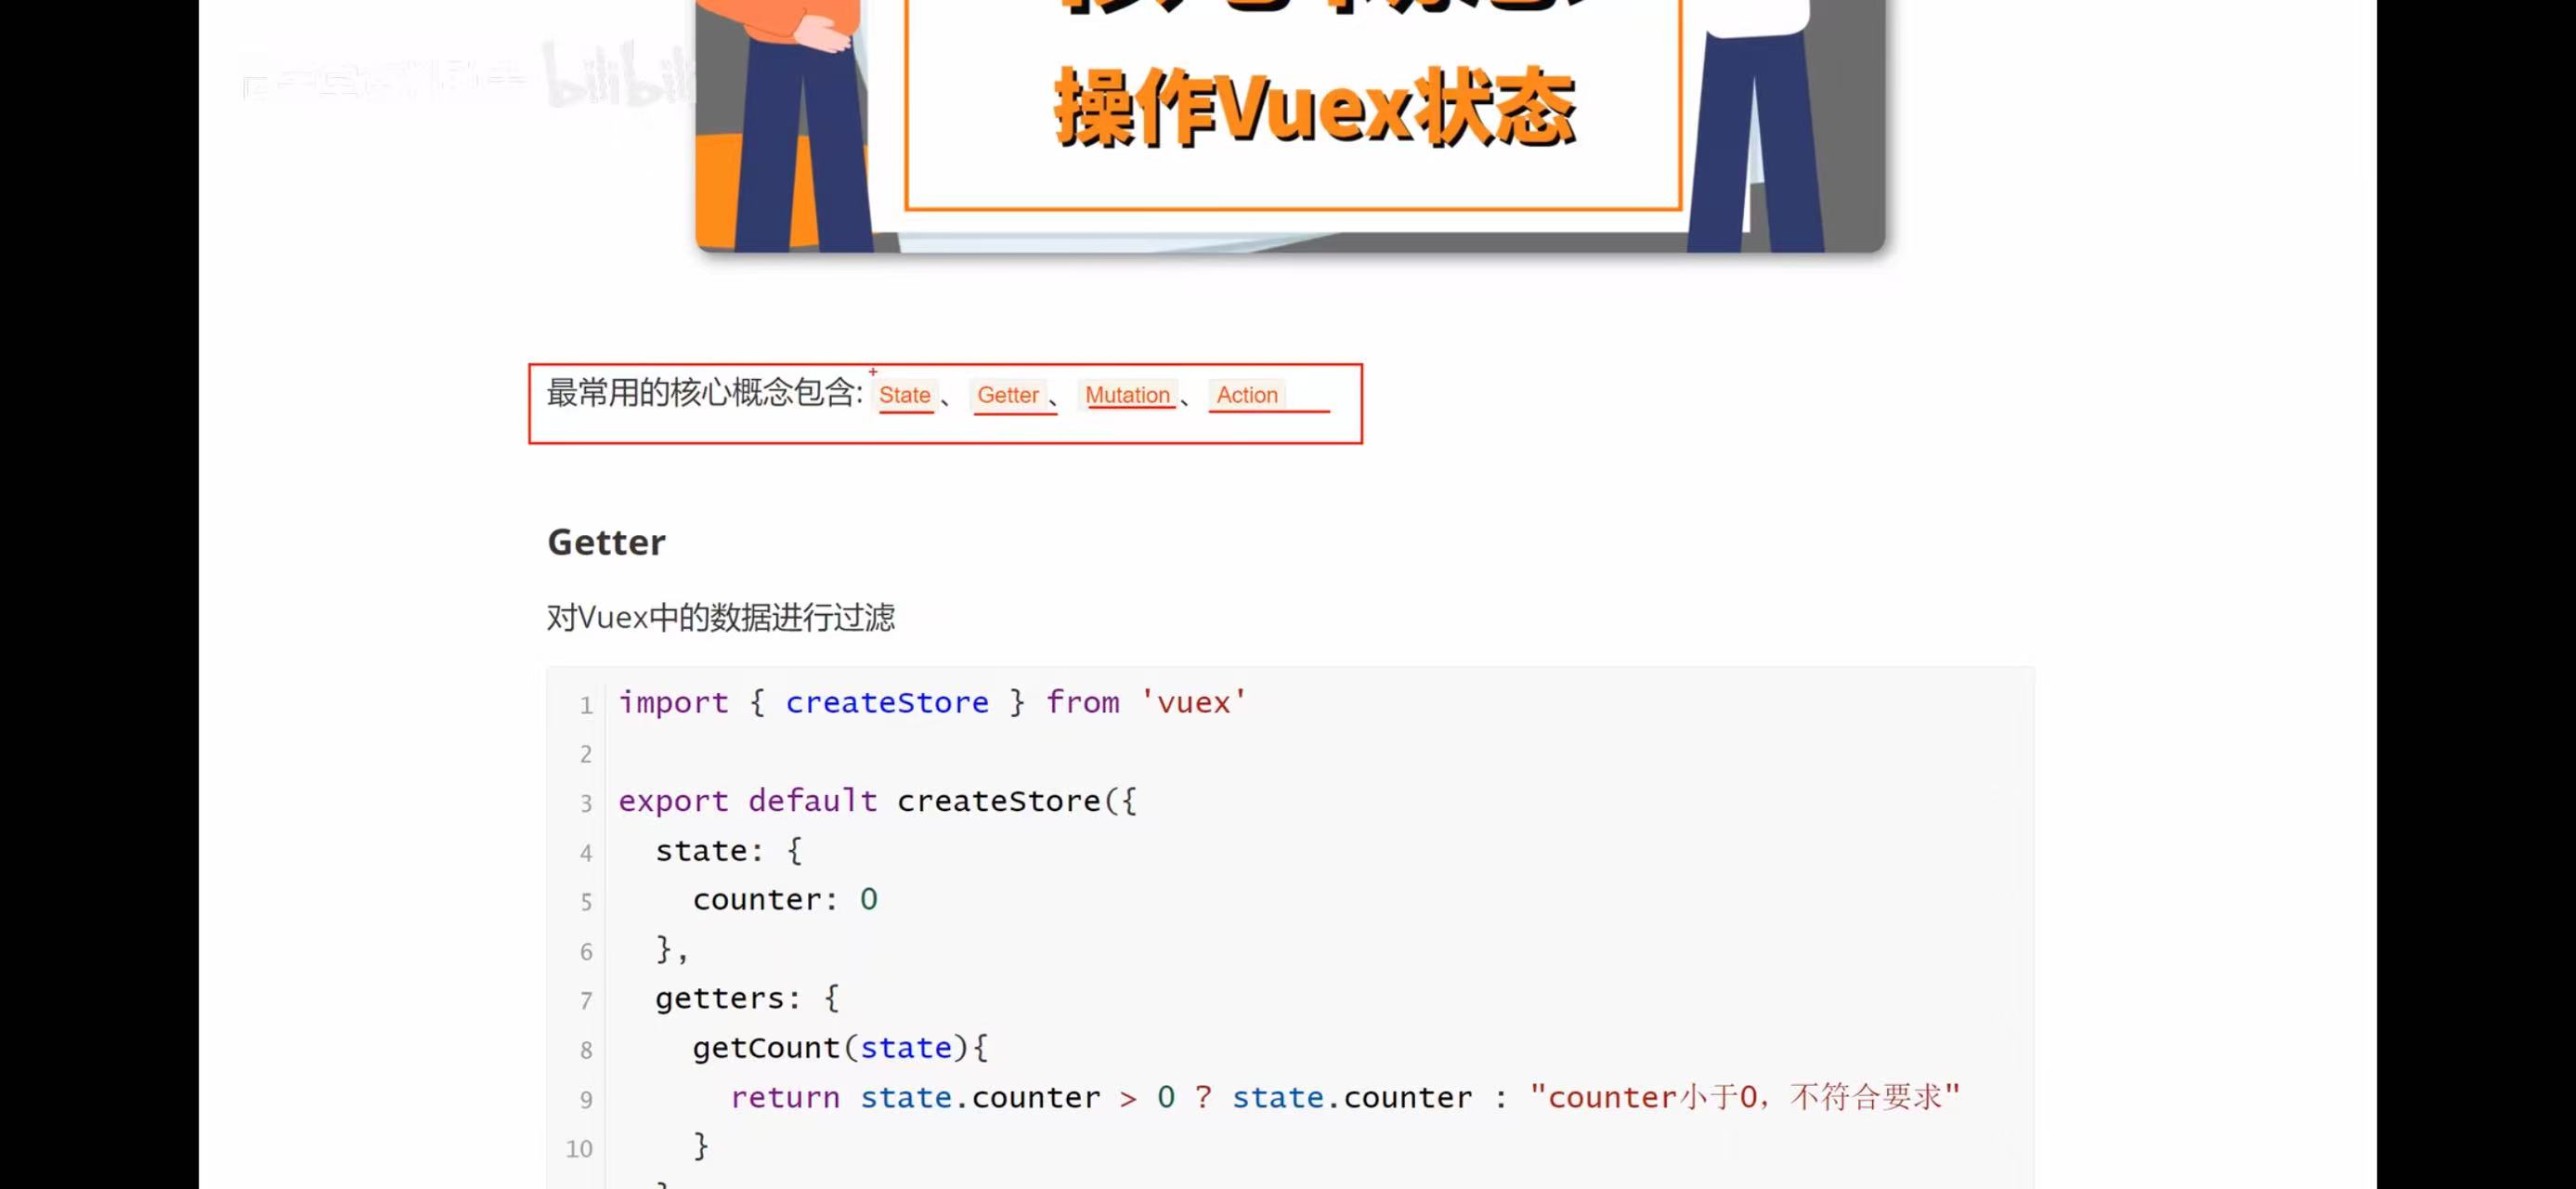 操作Vuex状态
bilibili
最常用的核心概念包含: State 、 Getter 、 Mutation 、 Action
Getter
对Vuex中的数据进行过滤
1 import { createStore } from 'vuex'
2
3 export default createStore({
4 state: {
5 counter: 0
6 },
7 getters: {
8 getCount(state){
9 return state.counter > 0 ? state.counter : "counter小于0，不符合要求"
10 }